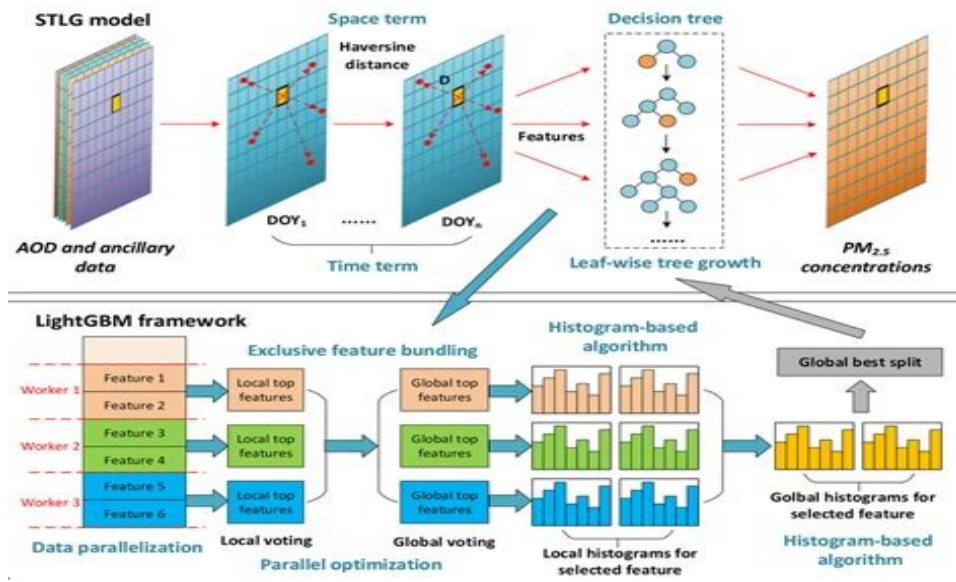 STLG model
Space term
Decision tree
Haversine
distance
D
Features
DOY₁
......
DOYₙ
......
AOD and ancillary
data
Time term
Leaf-wise tree growth
PM₂.₅
concentrations
LightGBM framework
Exclusive feature bundling
Histogram-based
algorithm
Global best split
Worker 1
Feature 1
Feature 2
Local top
features
Global top
features
Worker 2
Feature 3
Feature 4
Local top
features
Global top
features
Worker 3
Feature 5
Feature 6
Local top
features
Global top
features
Golbal histograms for
selected feature
Data parallelization
Local voting
Global voting
Parallel optimization
Local histograms for
selected feature
Histogram-based
algorithm